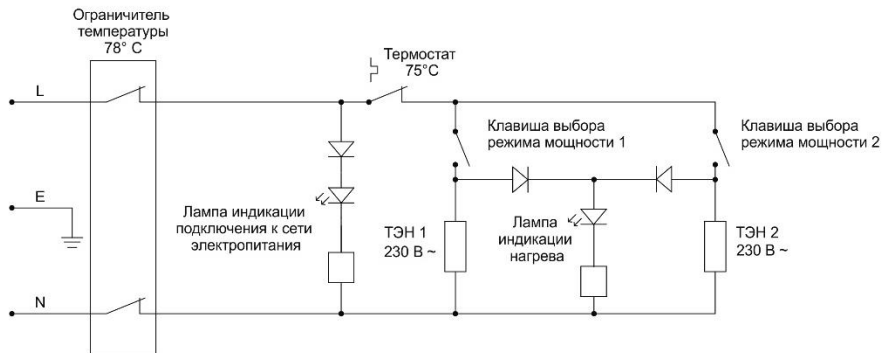 Ограничитель
температуры
78° C
L
Термостат
75°C
Клавиша выбора
режима мощности 1
Клавиша выбора
режима мощности 2
E
Лампа индикации
подключения к сети
электропитания
ТЭН 1
230 В ~
Лампа
индикации
нагрева
ТЭН 2
230 В ~
N